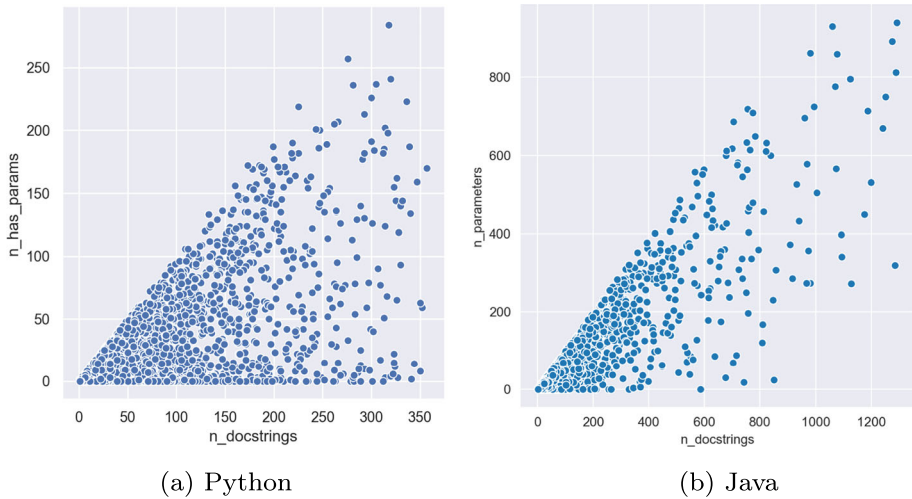 250
200
150
100
50
0
n_has_params
0 50 100 150 200 250 300 350
n_docstrings
(a) Python
800
600
400
200
0
n_parameters
0 200 400 600 800 1000 1200
n_docstrings
(b) Java